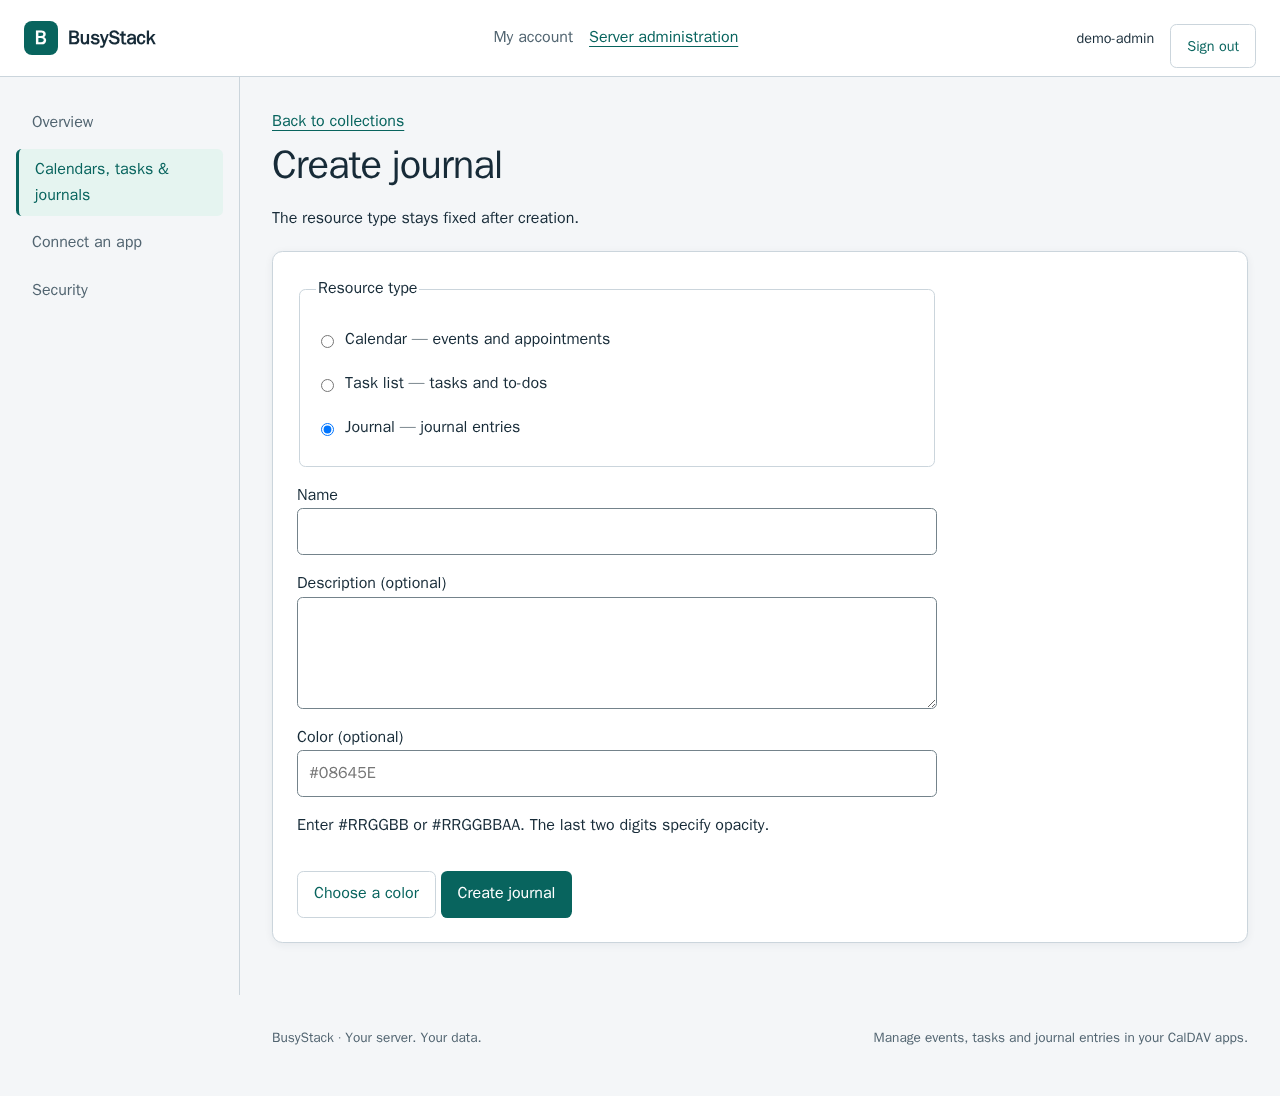 B BusyStack
My account Server administration
demo-admin Sign out
Overview
Calendars, tasks &
journals
Connect an app
Security
Back to collections
Create journal
The resource type stays fixed after creation.
Resource type
Calendar — events and appointments
Task list — tasks and to-dos
Journal — journal entries
Name
Description (optional)
Color (optional)
#08645E
Enter #RRGGBB or #RRGGBBAA. The last two digits specify opacity.
Choose a color Create journal
BusyStack · Your server. Your data.
Manage events, tasks and journal entries in your CalDAV apps.